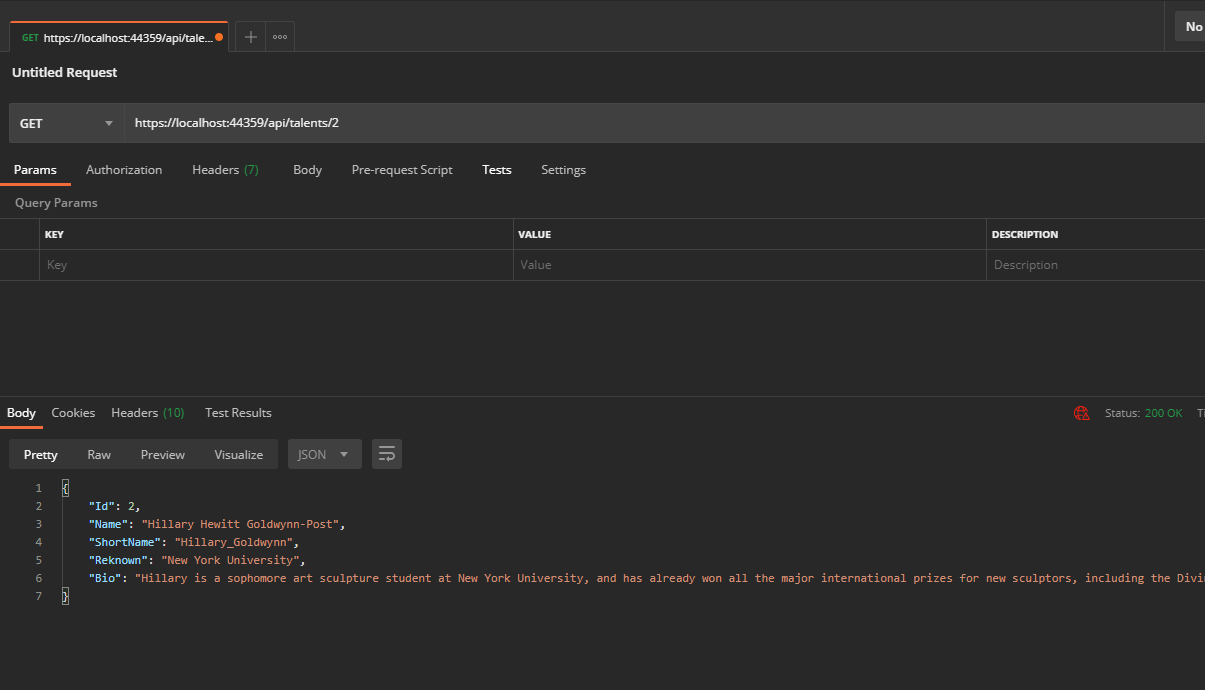 GET https://localhost:44359/api/tale...
No
Untitled Request
GET https://localhost:44359/api/talents/2
Params Authorization Headers (7) Body Pre-request Script Tests Settings
Query Params
KEY VALUE DESCRIPTION
Key Value Description
Body Cookies Headers (10) Test Results Status: 200 OK
Pretty Raw Preview Visualize JSON
1 {
2 "Id": 2,
3 "Name": "Hillary Hewitt Goldwynn-Post",
4 "ShortName": "Hillary_Goldwynn",
5 "Reknown": "New York University",
6 "Bio": "Hillary is a sophomore art sculpture student at New York University, and has already won all the major international prizes for new sculptors, including the
7 }